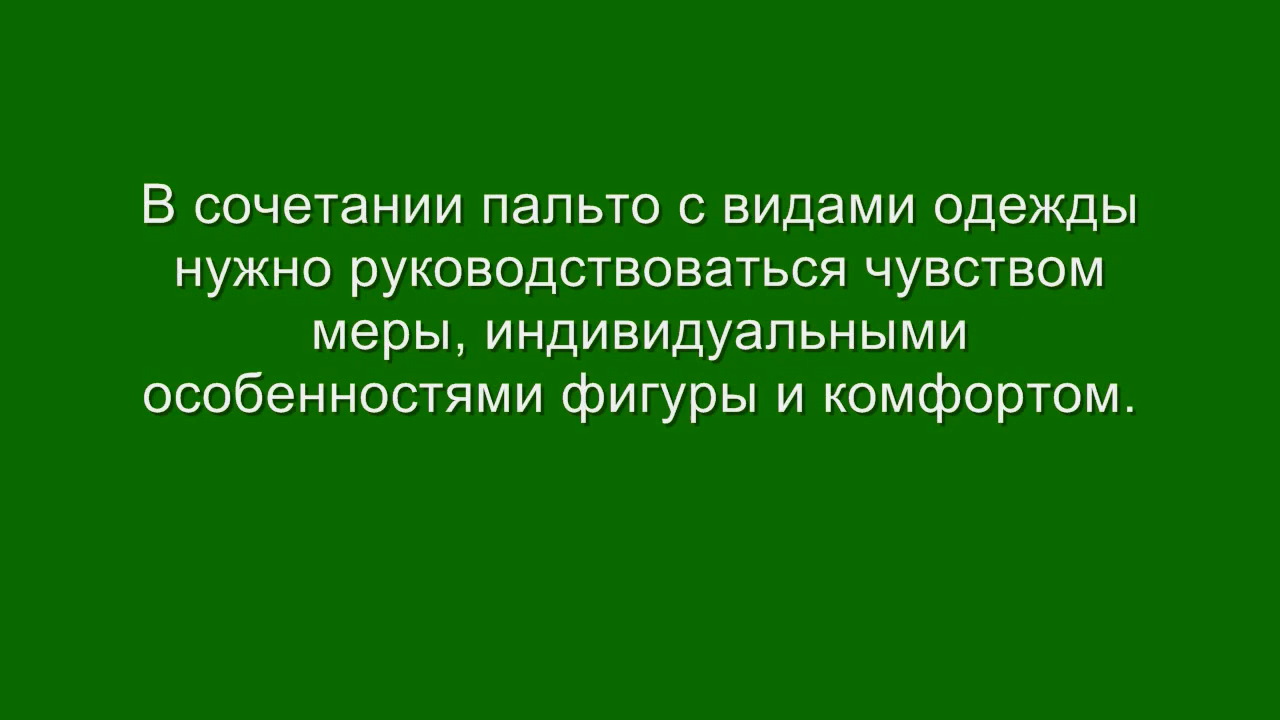 В сочетании пальто с видами одежды
нужно руководствоваться чувством
меры, индивидуальными
особенностями фигуры и комфортом.